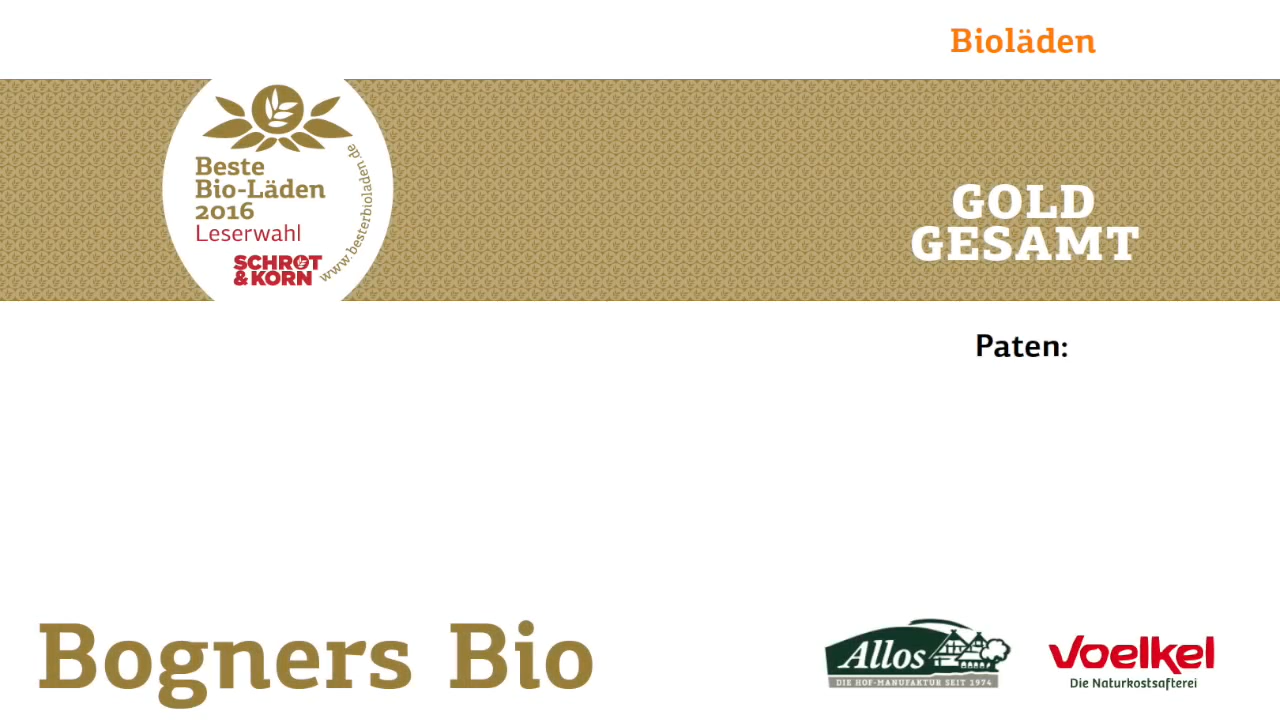 Bioläden
Beste
Bio-Läden
2016
Leserwahl
SCHROT
& KORN
www.besterbioladen.de
GOLD
GESAMT
Paten:
Bogners Bio
Allos
DIE HOF-MANUFAKTUR SEIT 1974
Voelkel
Die Naturkostsafterei